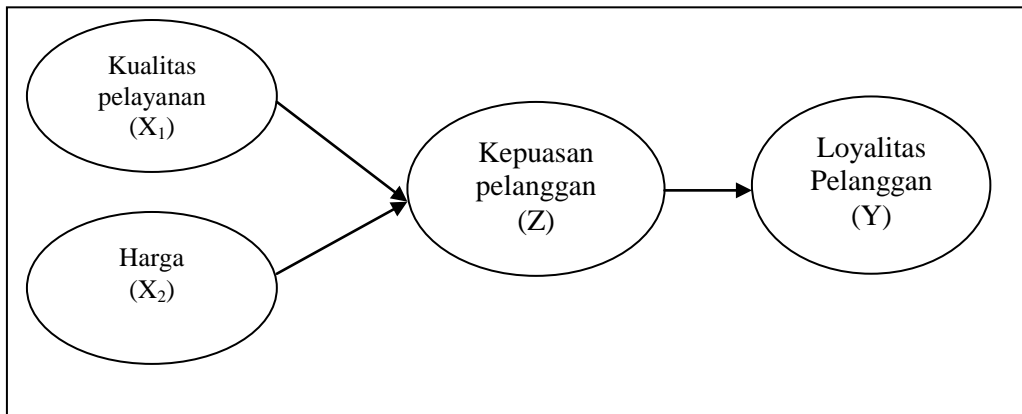 Kualitas
pelayanan
(X₁)
Harga
(X₂)
Kepuasan
pelanggan
(Z)
Loyalitas
Pelanggan
(Y)